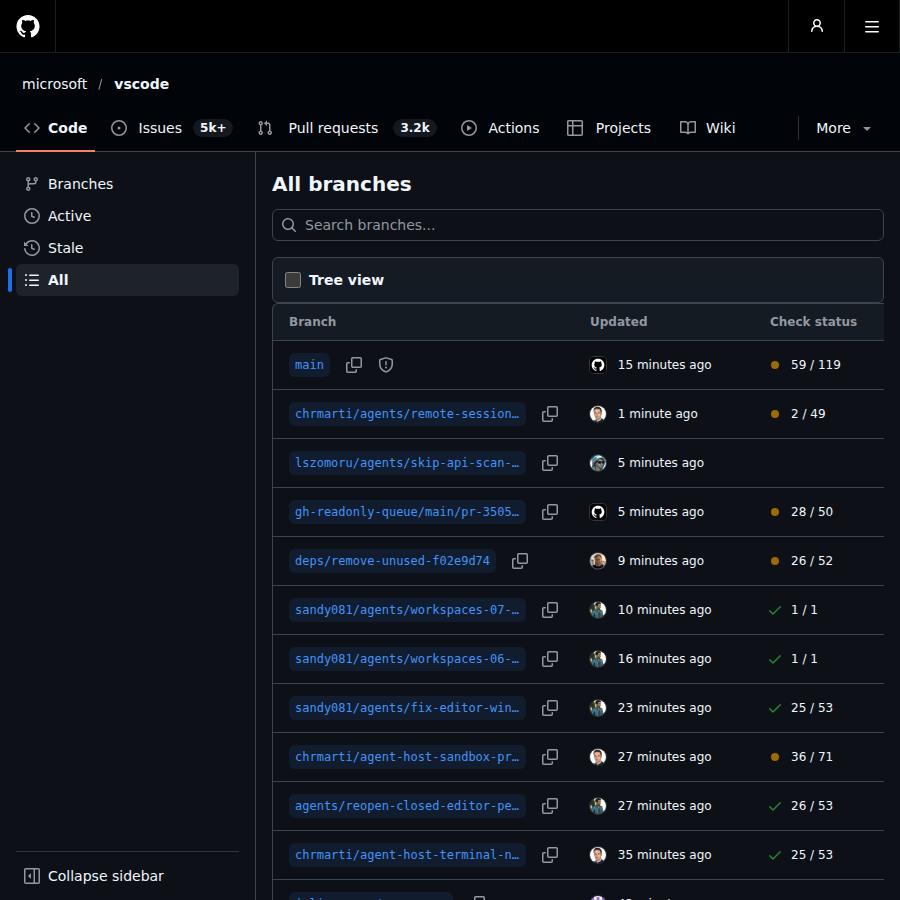 microsoft / vscode
Code Issues 5k+ Pull requests 3.2k Actions Projects Wiki More
Branches
Active
Stale
All
Collapse sidebar
All branches
Search branches...
Tree view
Branch Updated Check status
main 15 minutes ago 59 / 119
chrmarti/agents/remote-session… 1 minute ago 2 / 49
lszomoru/agents/skip-api-scan-… 5 minutes ago
gh-readonly-queue/main/pr-3505… 5 minutes ago 28 / 50
deps/remove-unused-f02e9d74 9 minutes ago 26 / 52
sandy081/agents/workspaces-07-… 10 minutes ago 1 / 1
sandy081/agents/workspaces-06-… 16 minutes ago 1 / 1
sandy081/agents/fix-editor-win… 23 minutes ago 25 / 53
chrmarti/agent-host-sandbox-pr… 27 minutes ago 36 / 71
agents/reopen-closed-editor-pe… 27 minutes ago 26 / 53
chrmarti/agent-host-terminal-n… 35 minutes ago 25 / 53